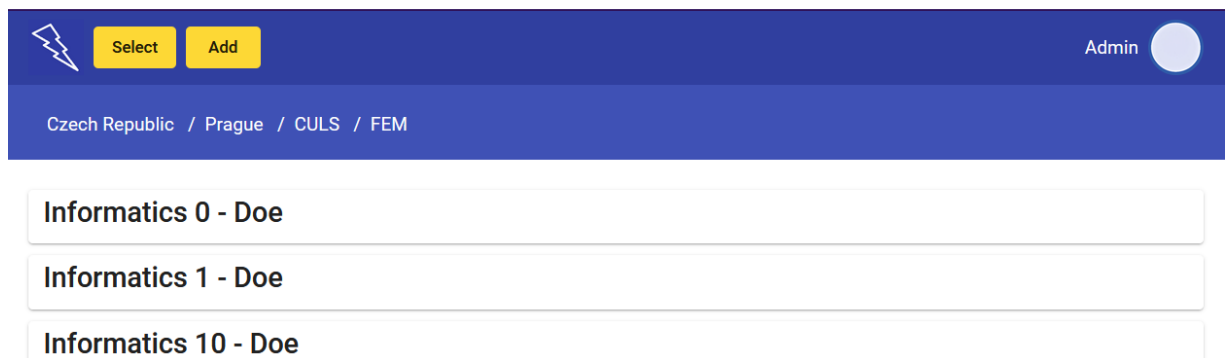 Select Add Admin
Czech Republic / Prague / CULS / FEM
Informatics 0 - Doe
Informatics 1 - Doe
Informatics 10 - Doe